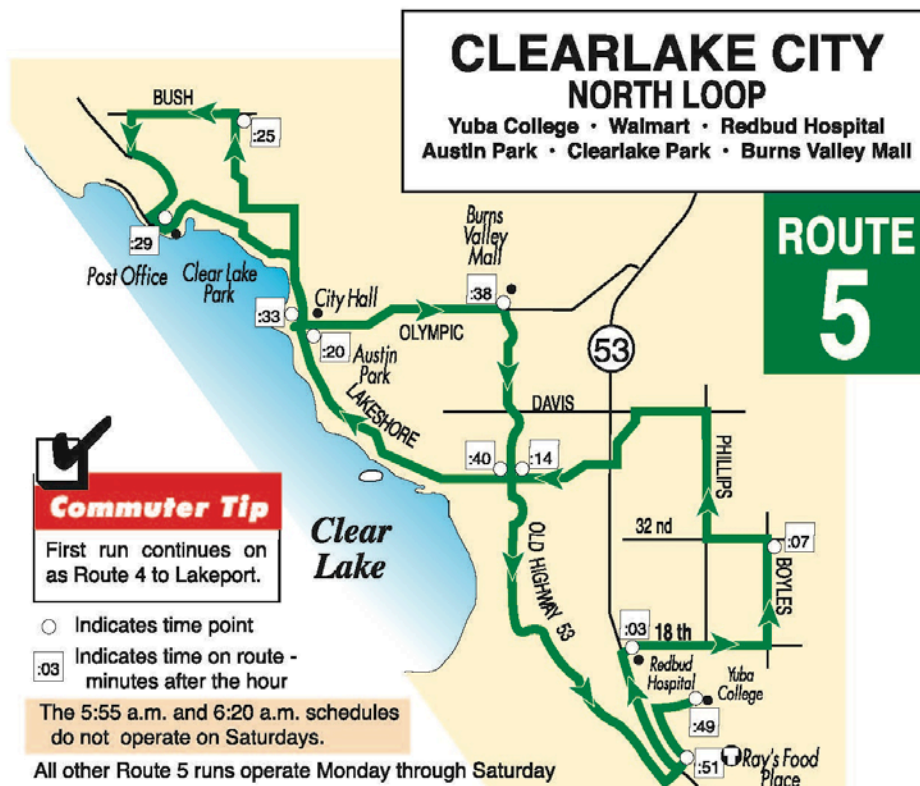 CLEARLAKE CITY
NORTH LOOP
Yuba College • Walmart • Redbud Hospital
Austin Park • Clearlake Park • Burns Valley Mall
ROUTE
5
BUSH
:25
:29
Post Office
Clear Lake
Park
:33
City Hall
:20
Austin
Park
Burns
Valley
Mall
:38
OLYMPIC
53
LAKESHORE
DAVIS
:40
:14
PHILLIPS
32 nd
:07
BOYLES
OLD HIGHWAY 53
:03
18 th
Redbud
Hospital
Yuba
College
:49
:51
Ray's Food
Place
Clear
Lake
Commuter Tip
First run continues on
as Route 4 to Lakeport.
Indicates time point
:03
Indicates time on route -
minutes after the hour
The 5:55 a.m. and 6:20 a.m. schedules
do not operate on Saturdays.
All other Route 5 runs operate Monday through Saturday